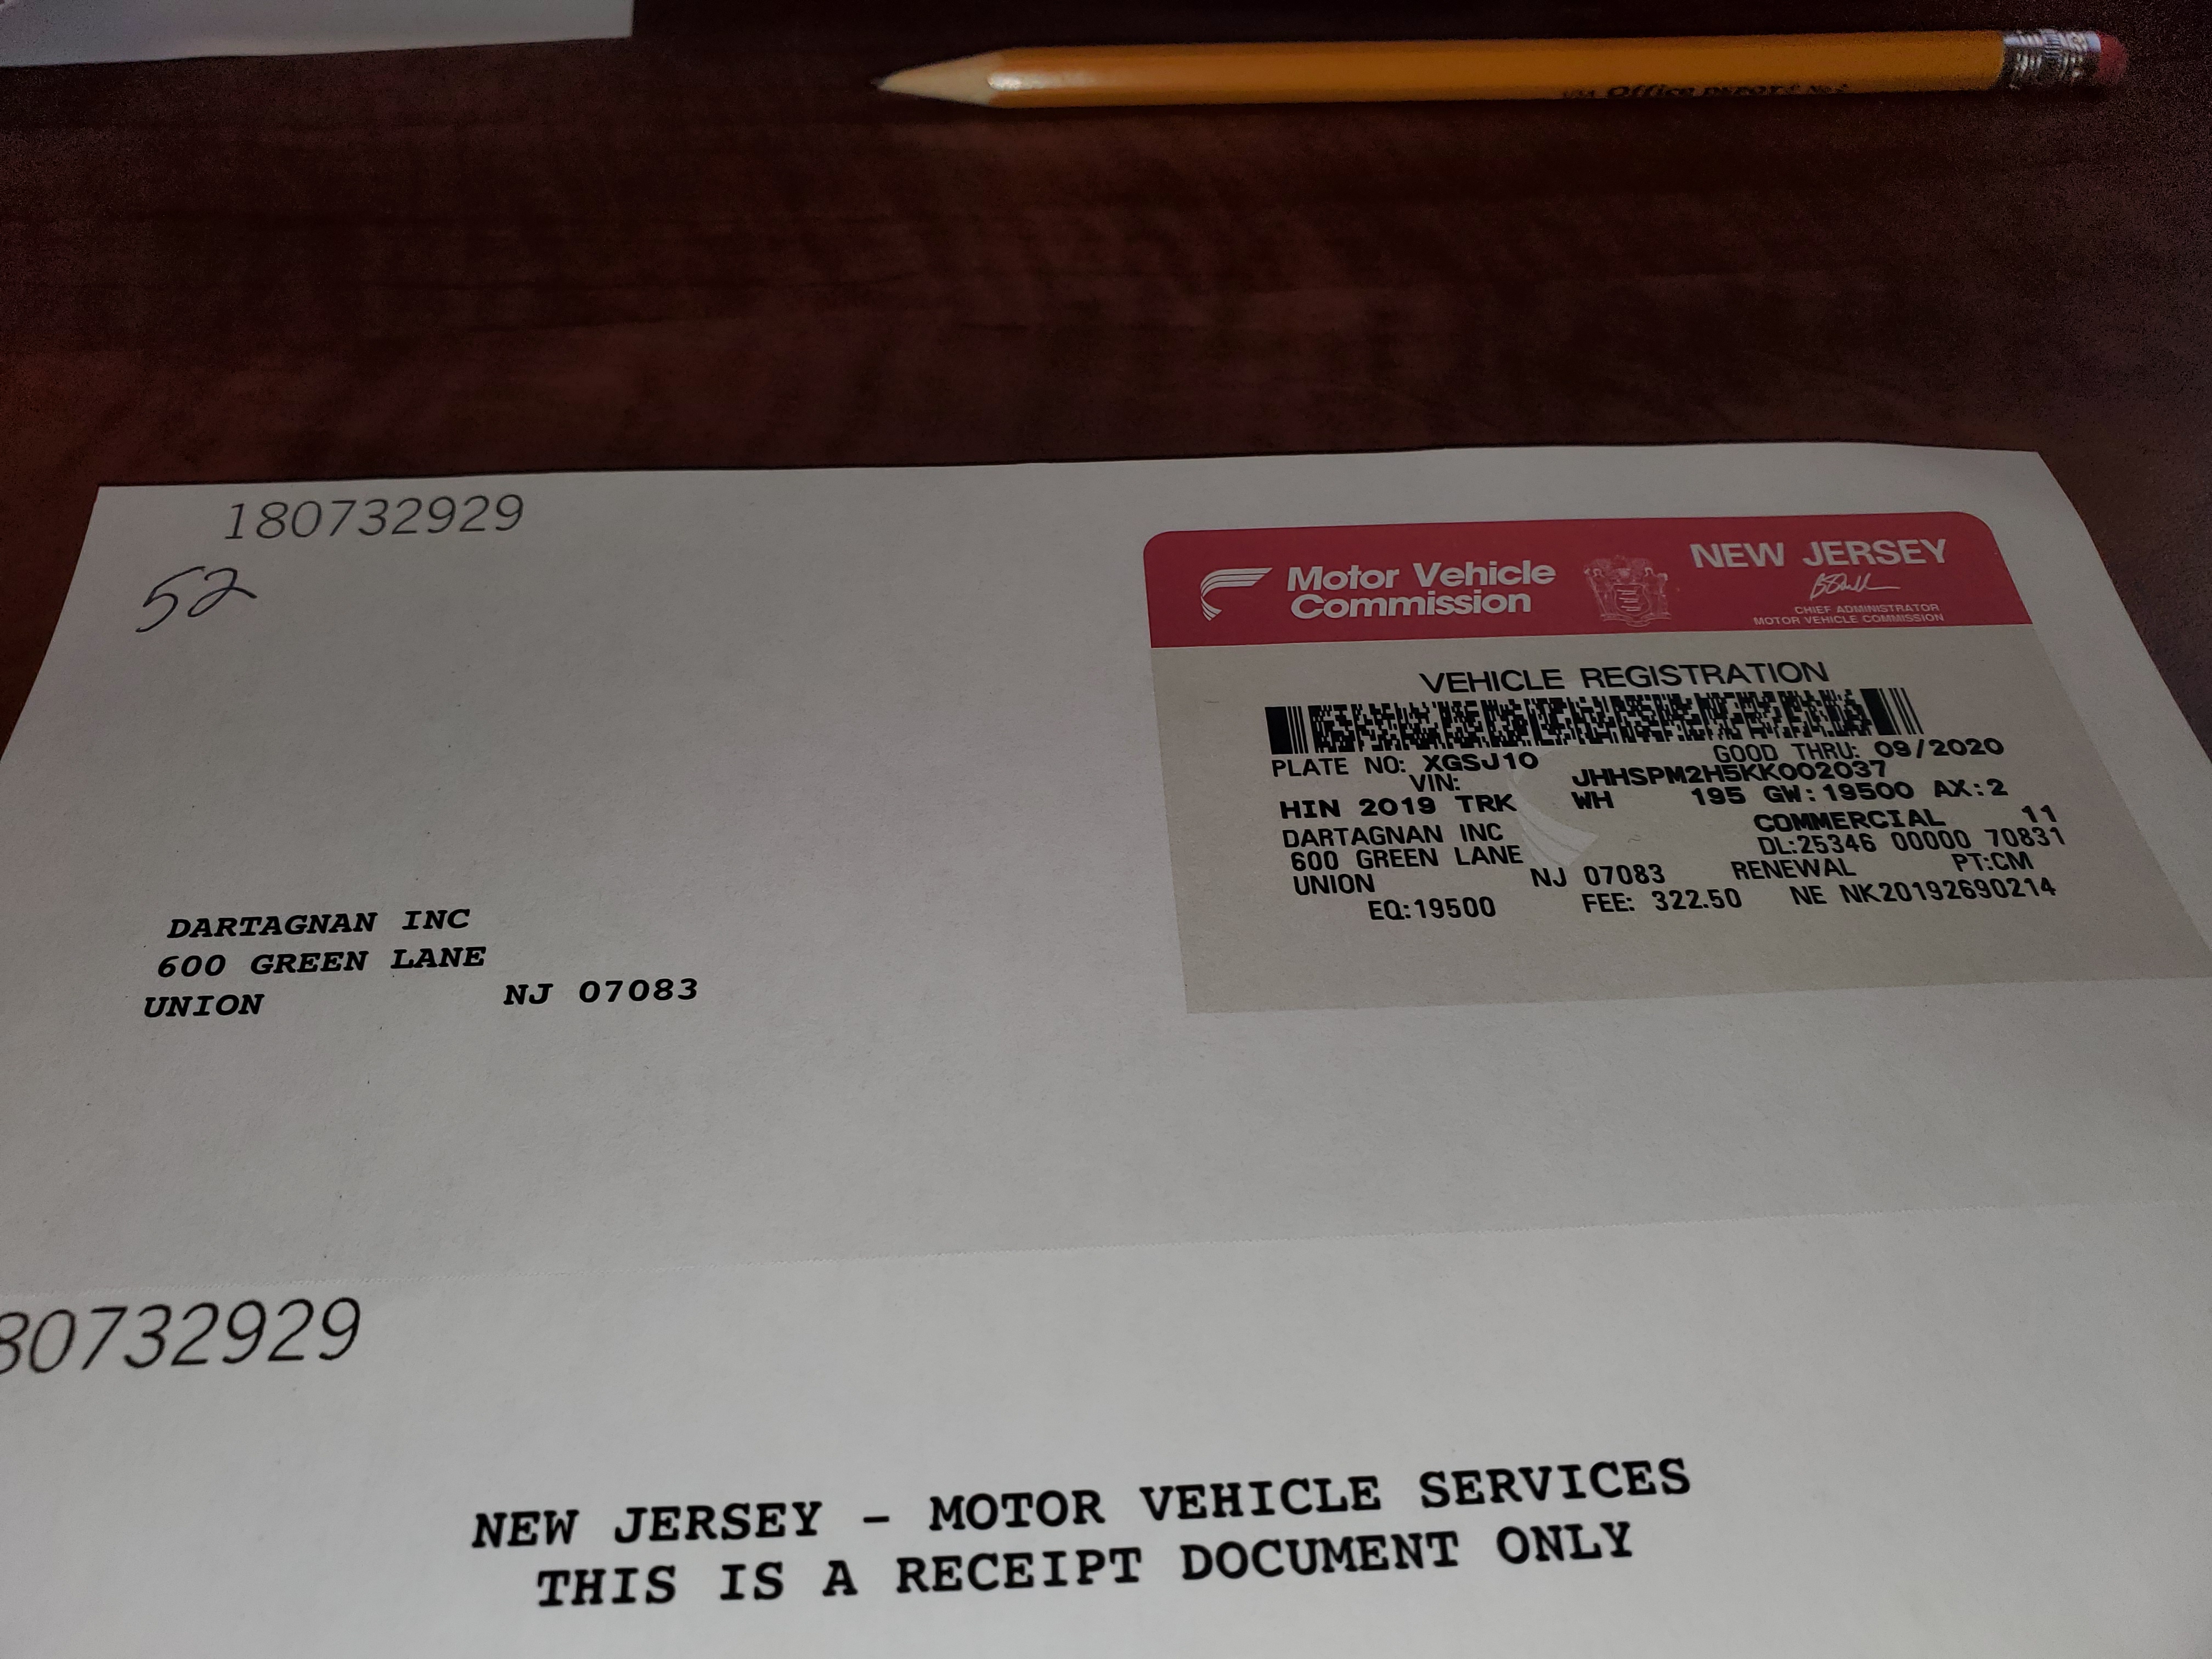 Office DEPOT
180732929
52
Motor Vehicle
Commission
NEW JERSEY
CHIEF ADMINISTRATOR
MOTOR VEHICLE COMMISSION
VEHICLE REGISTRATION
PLATE NO: XGSJ10 GOOD THRU: 09/2020
VIN: JHHSPM2H5KK002037
HIN 2019 TRK WH 195 GW:19500 AX:2
COMMERCIAL 11
DARTAGNAN INC DL:25346 00000 70831
600 GREEN LANE PT:CM
UNION NJ 07083 RENEWAL
EQ:19500 FEE: 322.50 NE NK20192690214
DARTAGNAN INC
600 GREEN LANE
UNION NJ 07083
80732929
NEW JERSEY - MOTOR VEHICLE SERVICES
THIS IS A RECEIPT DOCUMENT ONLY